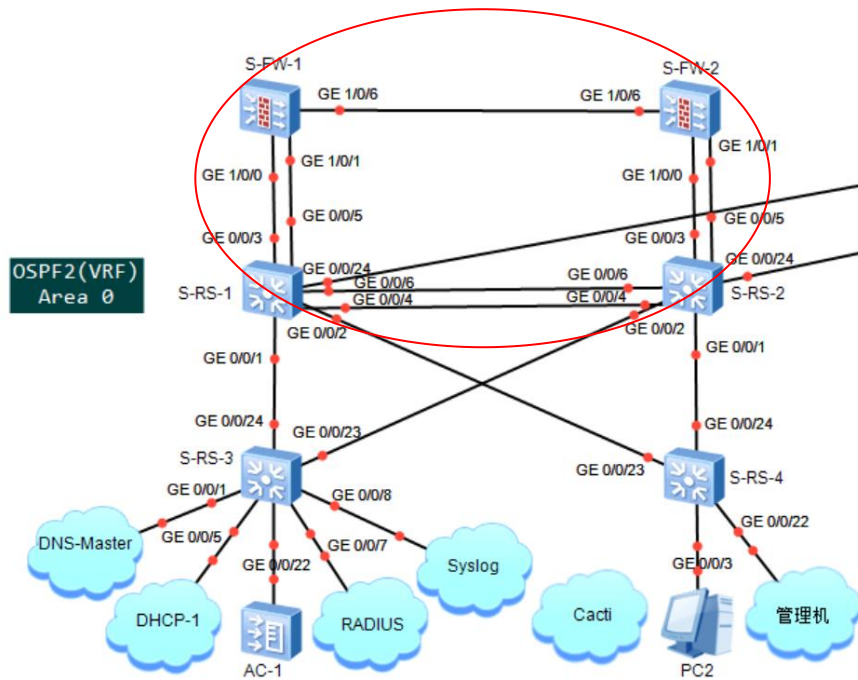 S-FW-1
S-FW-2
GE 1/0/6
GE 1/0/6
GE 1/0/1
GE 1/0/1
GE 1/0/0
GE 1/0/0
GE 0/0/5
GE 0/0/5
GE 0/0/3
GE 0/0/3
OSPF2(VRF)
Area 0
GE 0/0/24
GE 0/0/24
S-RS-1
GE 0/0/6
GE 0/0/6
S-RS-2
GE 0/0/4
GE 0/0/4
GE 0/0/2
GE 0/0/2
GE 0/0/1
GE 0/0/1
GE 0/0/24
GE 0/0/24
GE 0/0/23
S-RS-3
GE 0/0/23
S-RS-4
GE 0/0/1
GE 0/0/8
GE 0/0/5
GE 0/0/7
GE 0/0/22
GE 0/0/22
GE 0/0/3
DNS-Master
Syslog
DHCP-1
RADIUS
Cacti
管理机
AC-1
PC2